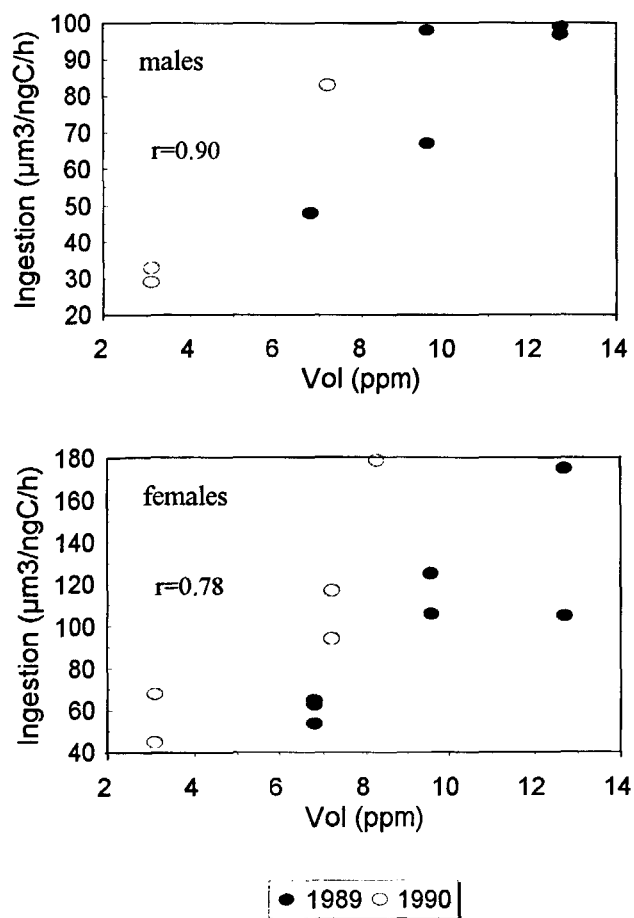 100
90
80
70
60
50
40
30
20
Ingestion (µm3/ngC/h)
males
r=0.90
2 4 6 8 10 12 14
Vol (ppm)
180
160
140
120
100
80
60
40
Ingestion (µm3/ngC/h)
females
r=0.78
2 4 6 8 10 12 14
Vol (ppm)
1989 1990